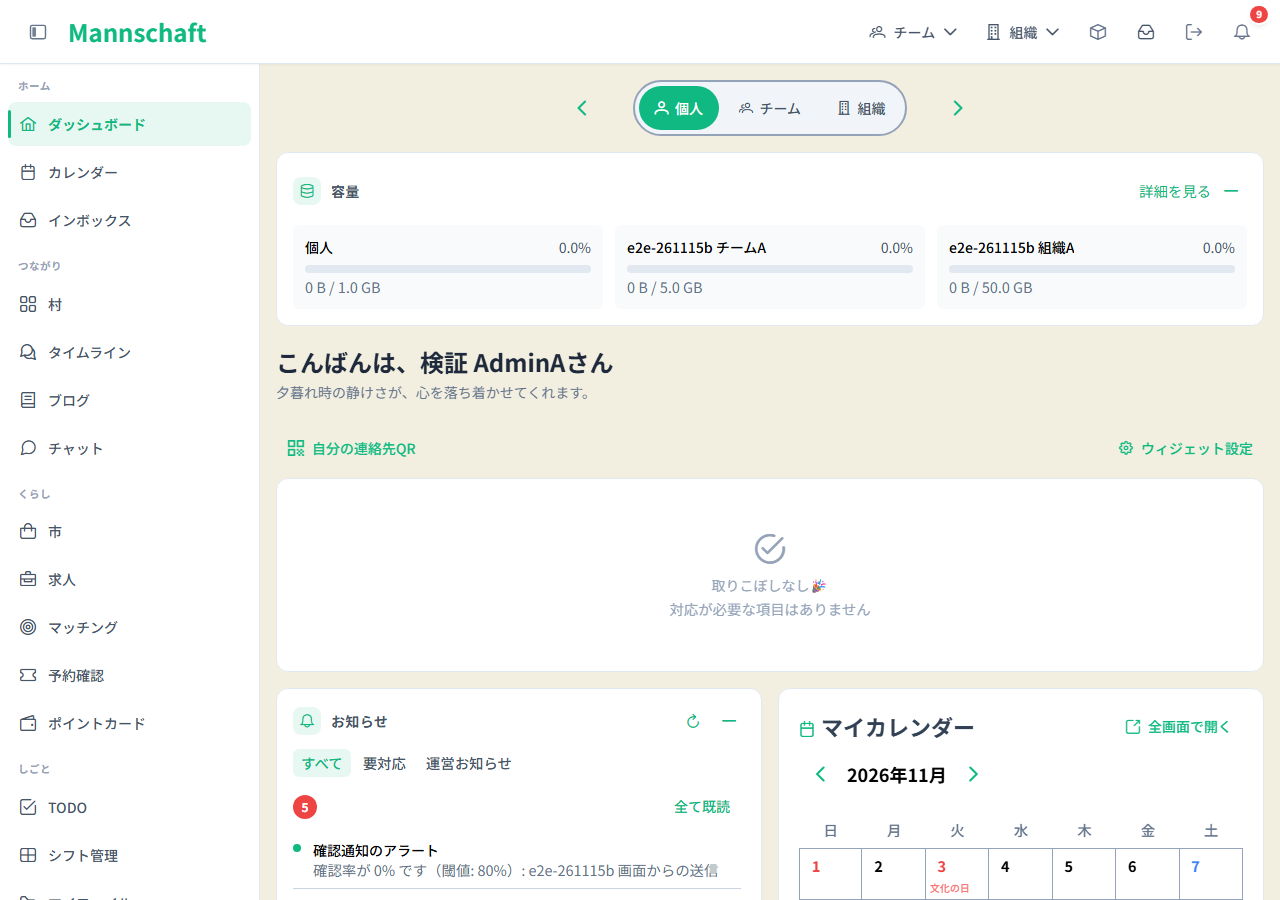 Mannschaft
チーム
組織
9
ホーム
ダッシュボード
カレンダー
インボックス
つながり
村
タイムライン
ブログ
チャット
くらし
市
求人
マッチング
予約確認
ポイントカード
しごと
TODO
シフト管理
個人
チーム
組織
容量
詳細を見る
個人 0.0%
0 B / 1.0 GB
e2e-261115b チームA 0.0%
0 B / 5.0 GB
e2e-261115b 組織A 0.0%
0 B / 50.0 GB
こんばんは、検証 AdminAさん
夕暮れ時の静けさが、心を落ち着かせてくれます。
自分の連絡先QR
ウィジェット設定
取りこぼしなし🎉
対応が必要な項目はありません
お知らせ
すべて 要対応 運営お知らせ
5
全て既読
確認通知のアラート
確認率が 0% です（閾値: 80%）: e2e-261115b 画面からの送信
マイカレンダー
全画面で開く
2026年11月
日 月 火 水 木 金 土
1 2 3 4 5 6 7
文化の日